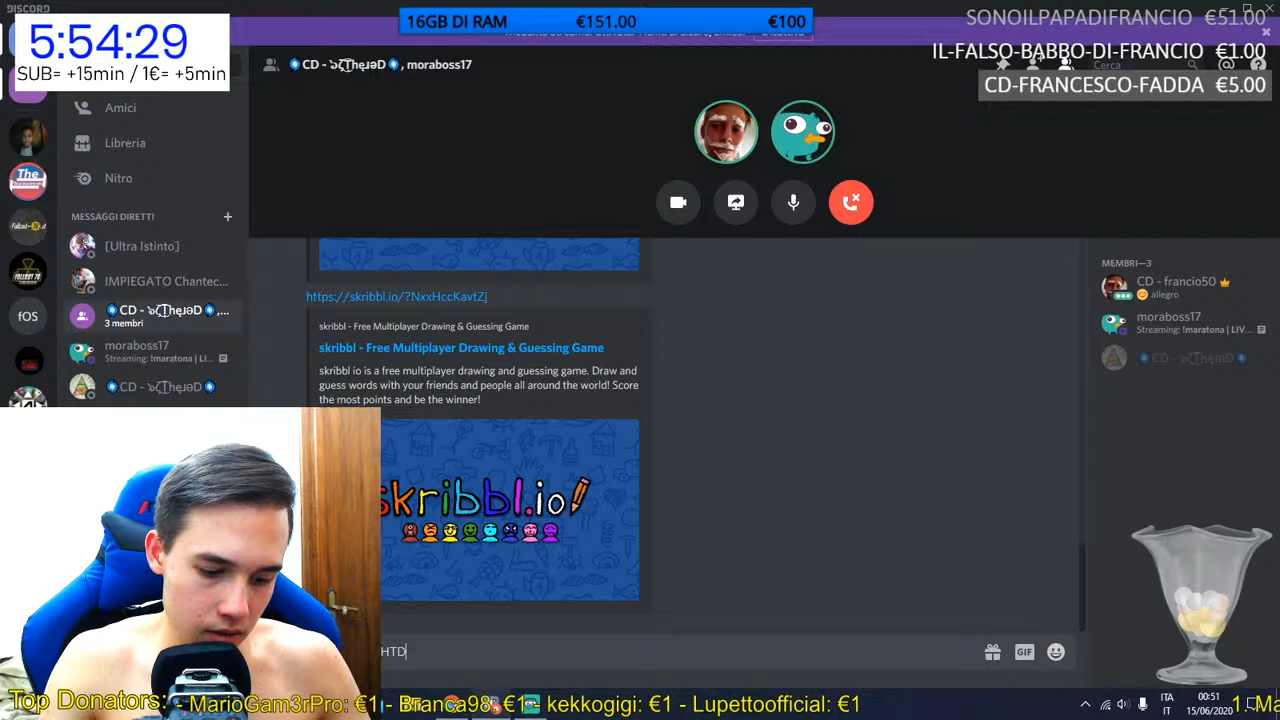 DISCORD
5:54:29
SUB= +15min / 1€= +5min
16GB DI RAM €151.00 €100
SONOILPAPADIFRANCIO €51.00
IL-FALSO-BABBO-DI-FRANCIO €1.00
CD-FRANCESCO-FADDA €5.00
Cerca
, moraboss17
Amici
Libreria
Nitro
MESSAGGI DIRETTI +
[Ultra Istinto]
IMPIEGATO Chantec...
3 membri
moraboss17
Streaming: !maratona | LI...
fOS
The
https://skribbl.io/?NxxHccKavtZj
skribbl - Free Multiplayer Drawing & Guessing Game
skribbl - Free Multiplayer Drawing & Guessing Game
skribbl io is a free multiplayer drawing and guessing game. Draw and
guess words with your friends and people all around the world! Score
the most points and be the winner!
skribbl.io
HTD
GIF
MEMBRI—3
CD - francio50
allegro
moraboss17
Streaming: !maratona | LIV...
Top Donators: - MarioGam3rPro: €1 - Branca98: €1 - kekkogigi: €1 - Lupettoofficial: €1
1.Ma
ITA
IT
00:51
15/06/2020